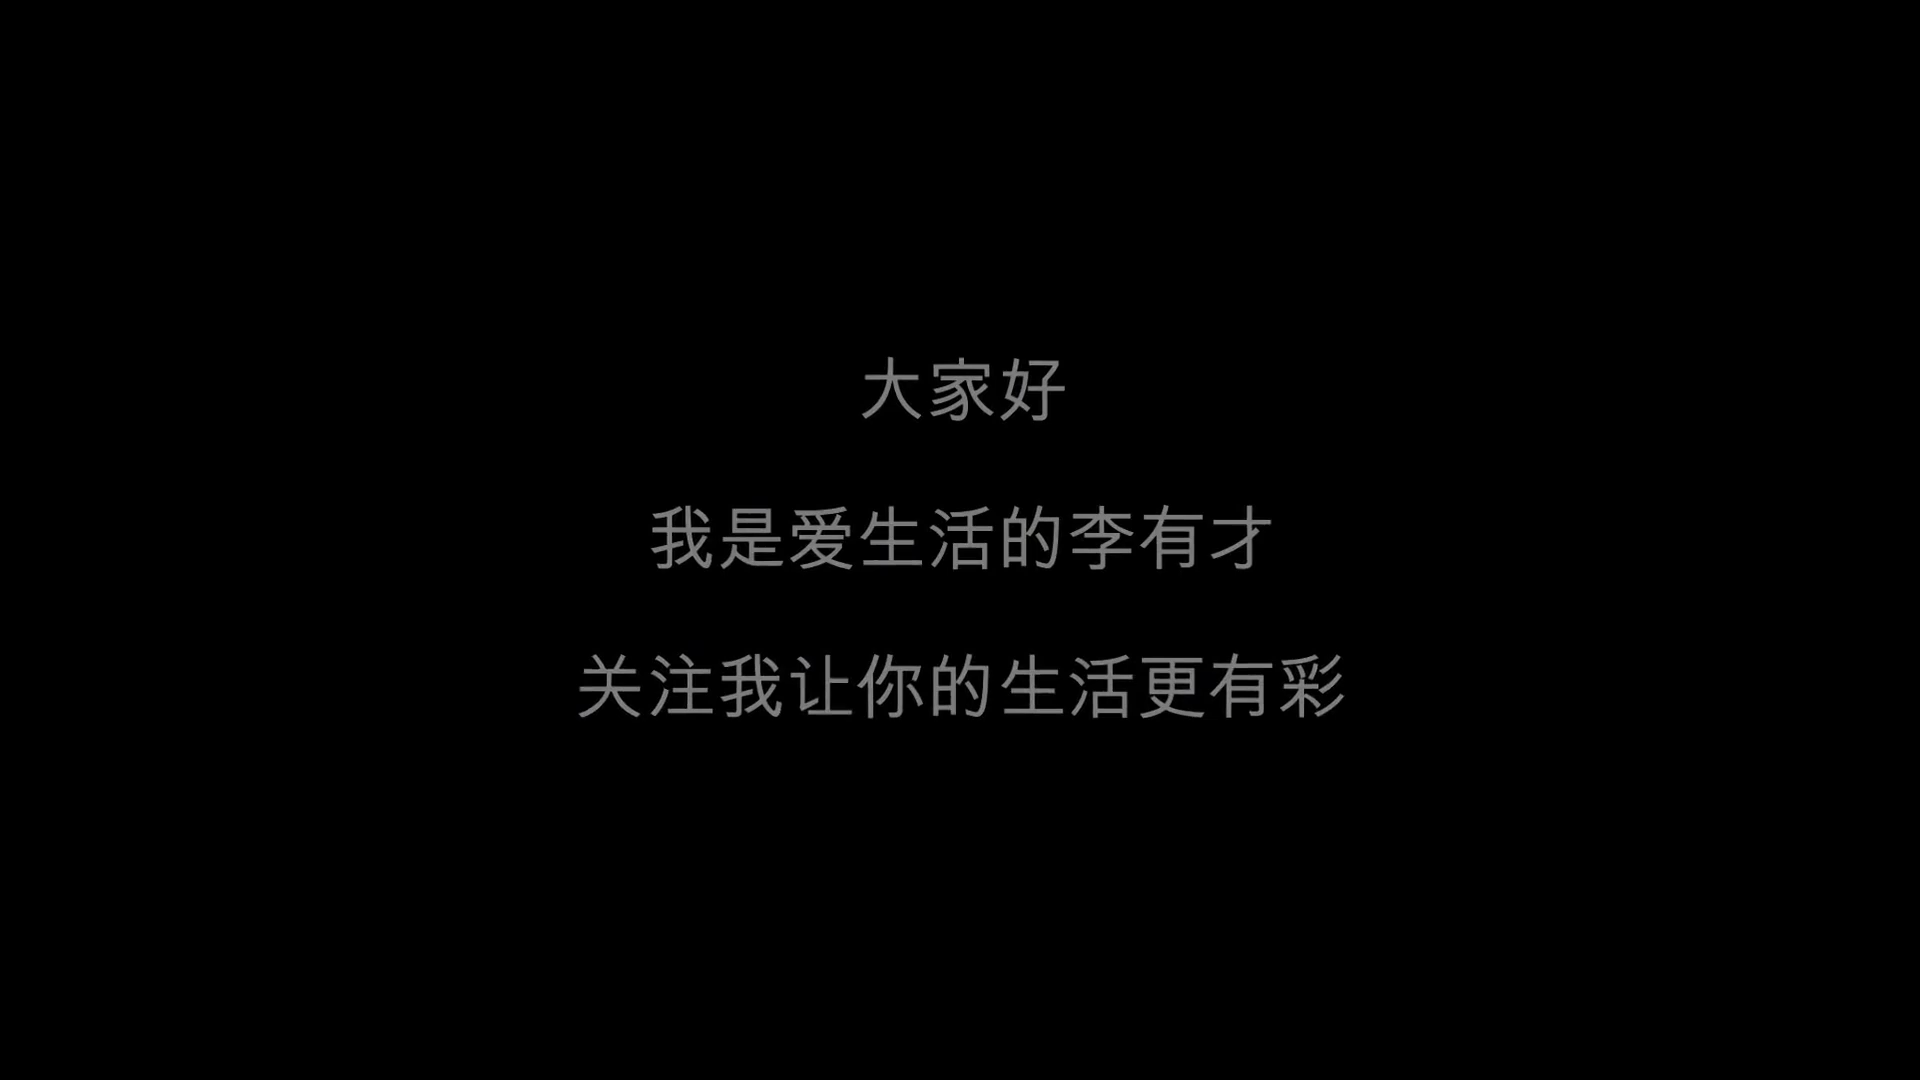 大家好
我是爱生活的李有才
关注我让你的生活更有彩